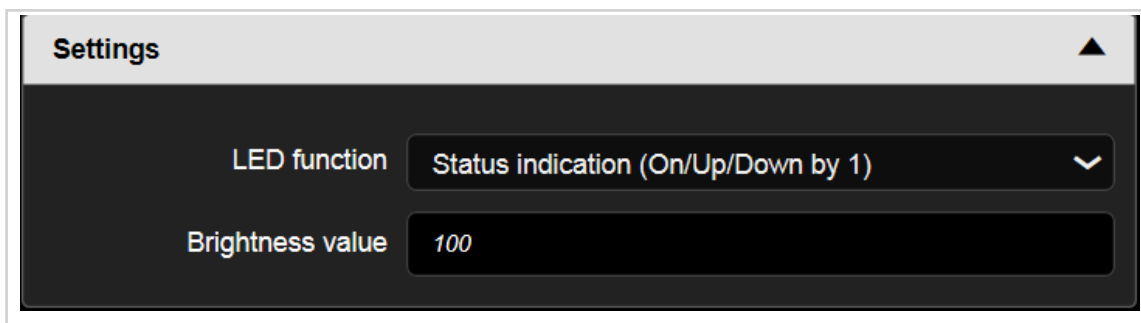 Settings
LED function Status indication (On/Up/Down by 1)
Brightness value 100